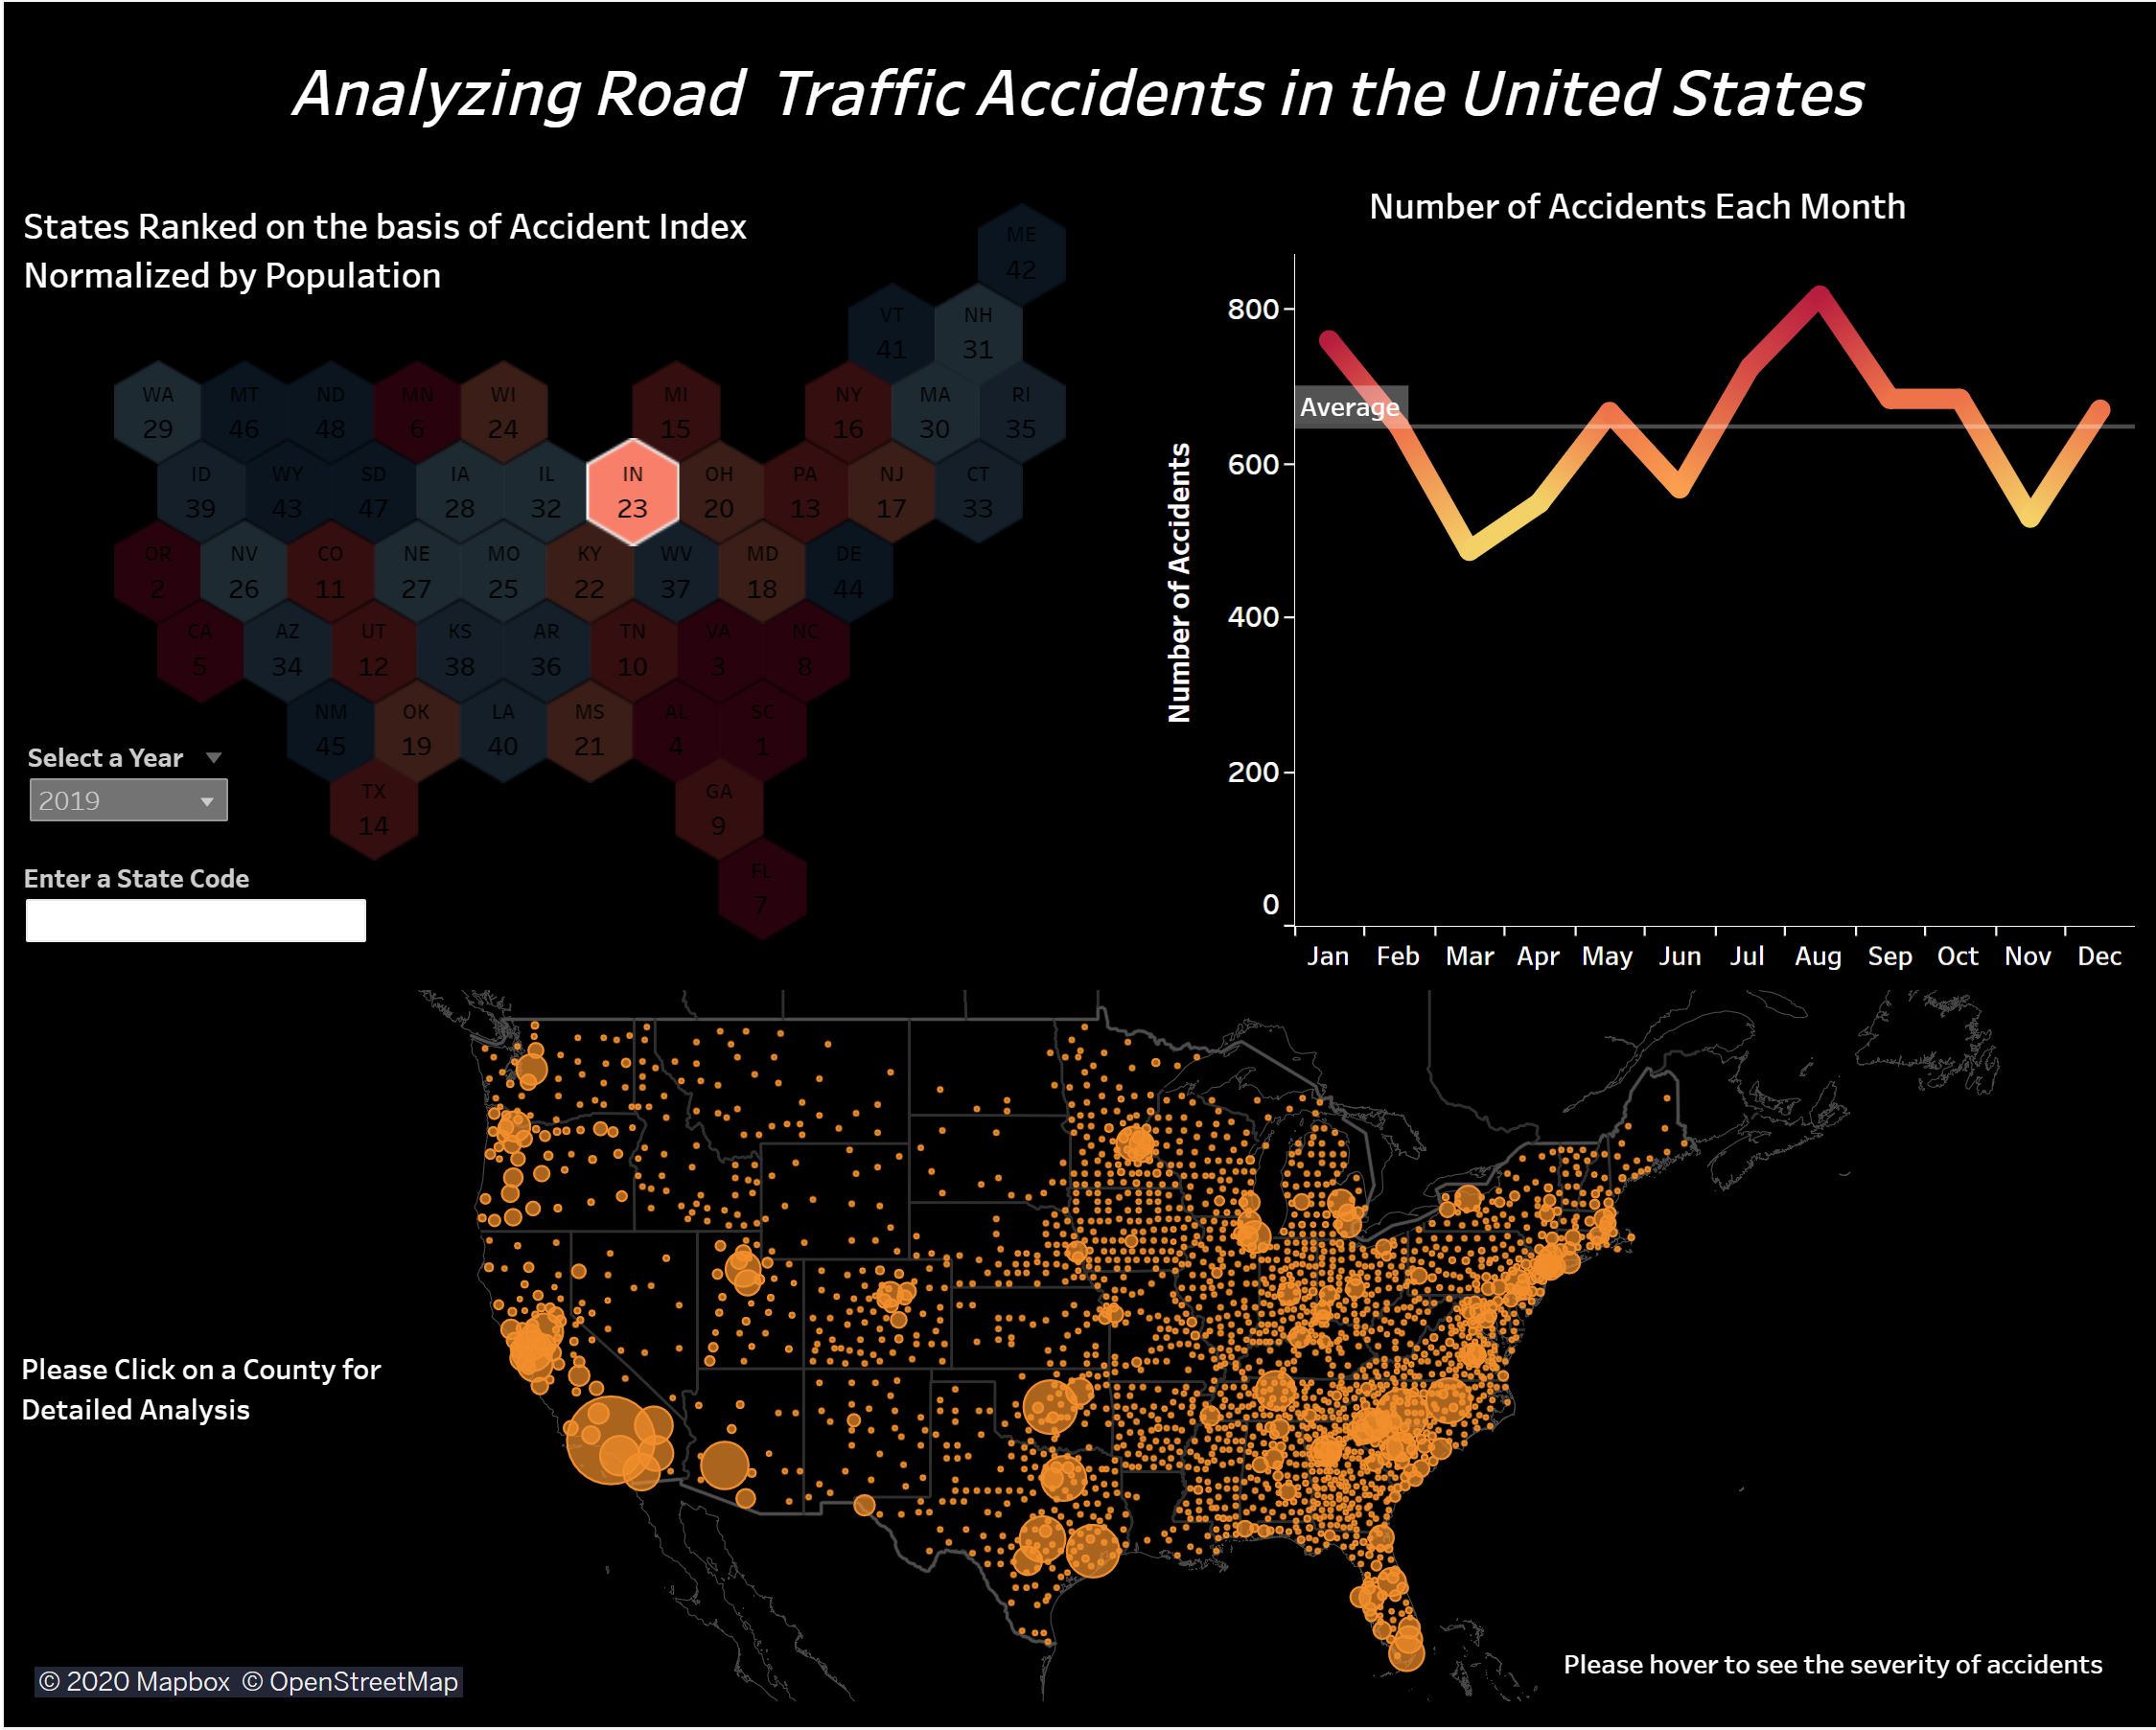 Analyzing Road  Traffic Accidents in the United States
States Ranked on the basis of Accident Index
Normalized by Population
ME
42
VT
41
NH
31
WA
29
MT
46
ND
48
MN
6
WI
24
MI
15
NY
16
MA
30
RI
35
ID
39
WY
43
SD
47
IA
28
IL
32
IN
23
OH
20
PA
13
NJ
17
CT
33
OR
2
NV
26
CO
11
NE
27
MO
25
KY
22
WV
37
MD
18
DE
44
CA
5
AZ
34
UT
12
KS
38
AR
36
TN
10
VA
3
NC
8
NM
45
OK
19
LA
40
MS
21
AL
4
SC
1
TX
14
GA
9
FL
7
Select a Year
2019
Enter a State Code
Number of Accidents Each Month
Number of Accidents
800
600
400
200
0
Average
Jan Feb Mar Apr May Jun Jul Aug Sep Oct Nov Dec
Please Click on a County for
Detailed Analysis
© 2020 Mapbox © OpenStreetMap
Please hover to see the severity of accidents